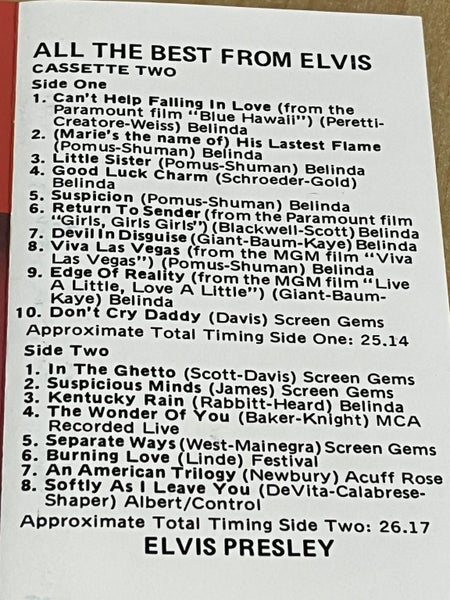 ALL THE BEST FROM ELVIS
CASSETTE TWO
Side One
1. Can't Help Falling In Love (from the
Paramount film "Blue Hawaii") (Peretti-
Creatore-Weiss) Belinda
2. (Marie's the name of) His Lastest Flame
(Pomus-Shuman) Belinda
3. Little Sister (Pomus-Shuman) Belinda
4. Good Luck Charm (Schroeder-Gold)
Belinda
5. Suspicion (Pomus-Shuman) Belinda
6. Return To Sender (from the Paramount film
"Girls, Girls Girls") (Blackwell-Scott) Belinda
7. Devil In Disguise (Giant-Baum-Kaye) Belinda
8. Viva Las Vegas (from the MGM film "Viva
Las Vegas") (Pomus-Shuman) Belinda
9. Edge Of Reality (from the MGM film "Live
A Little, Love A Little") (Giant-Baum-
Kaye) Belinda
10. Don't Cry Daddy (Davis) Screen Gems
Approximate Total Timing Side One: 25.14
Side Two
1. In The Ghetto (Scott-Davis) Screen Gems
2. Suspicious Minds (James) Screen Gems
3. Kentucky Rain (Rabbitt-Heard) Belinda
4. The Wonder Of You (Baker-Knight) MCA
Recorded Live
5. Separate Ways (West-Mainegra) Screen Gems
6. Burning Love (Linde) Festival
7. An American Trilogy (Newbury) Acuff Rose
8. Softly As I Leave You (DeVita-Calabrese-
Shaper) Albert/Control
Approximate Total Timing Side Two: 26.17
ELVIS PRESLEY